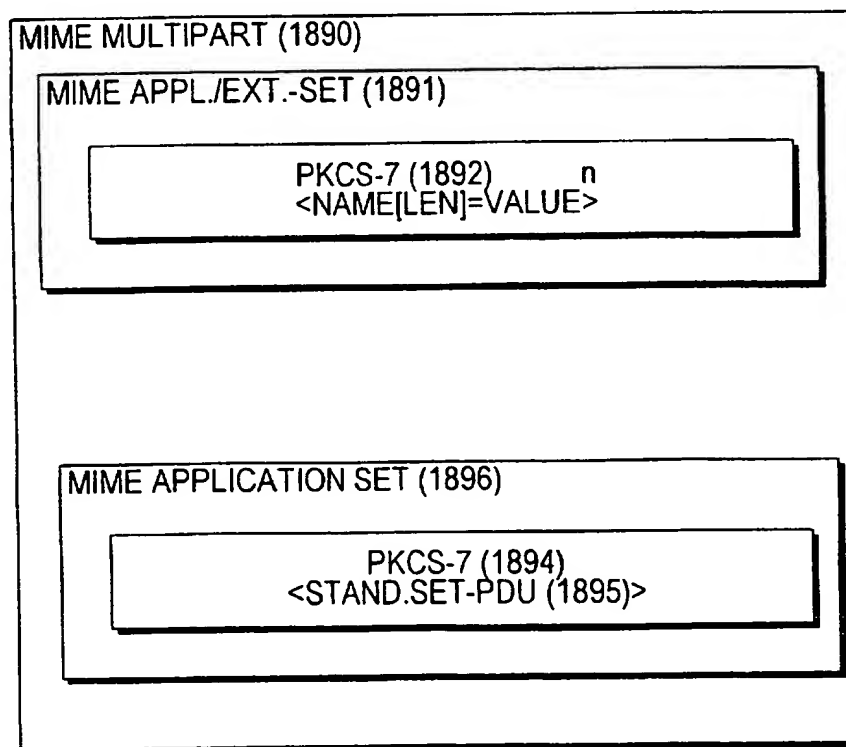 MIME MULTIPART (1890)
MIME APPL./EXT.-SET (1891)
PKCS-7 (1892) n
<NAME[LEN]=VALUE>
MIME APPLICATION SET (1896)
PKCS-7 (1894)
<STAND.SET-PDU (1895)>